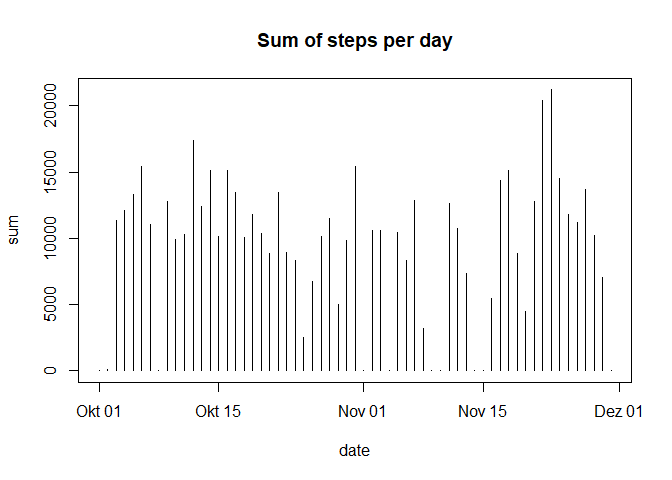 Sum of steps per day
sum
20000
15000
10000
5000
0
Okt 01 Okt 15 Nov 01 Nov 15 Dez 01
date